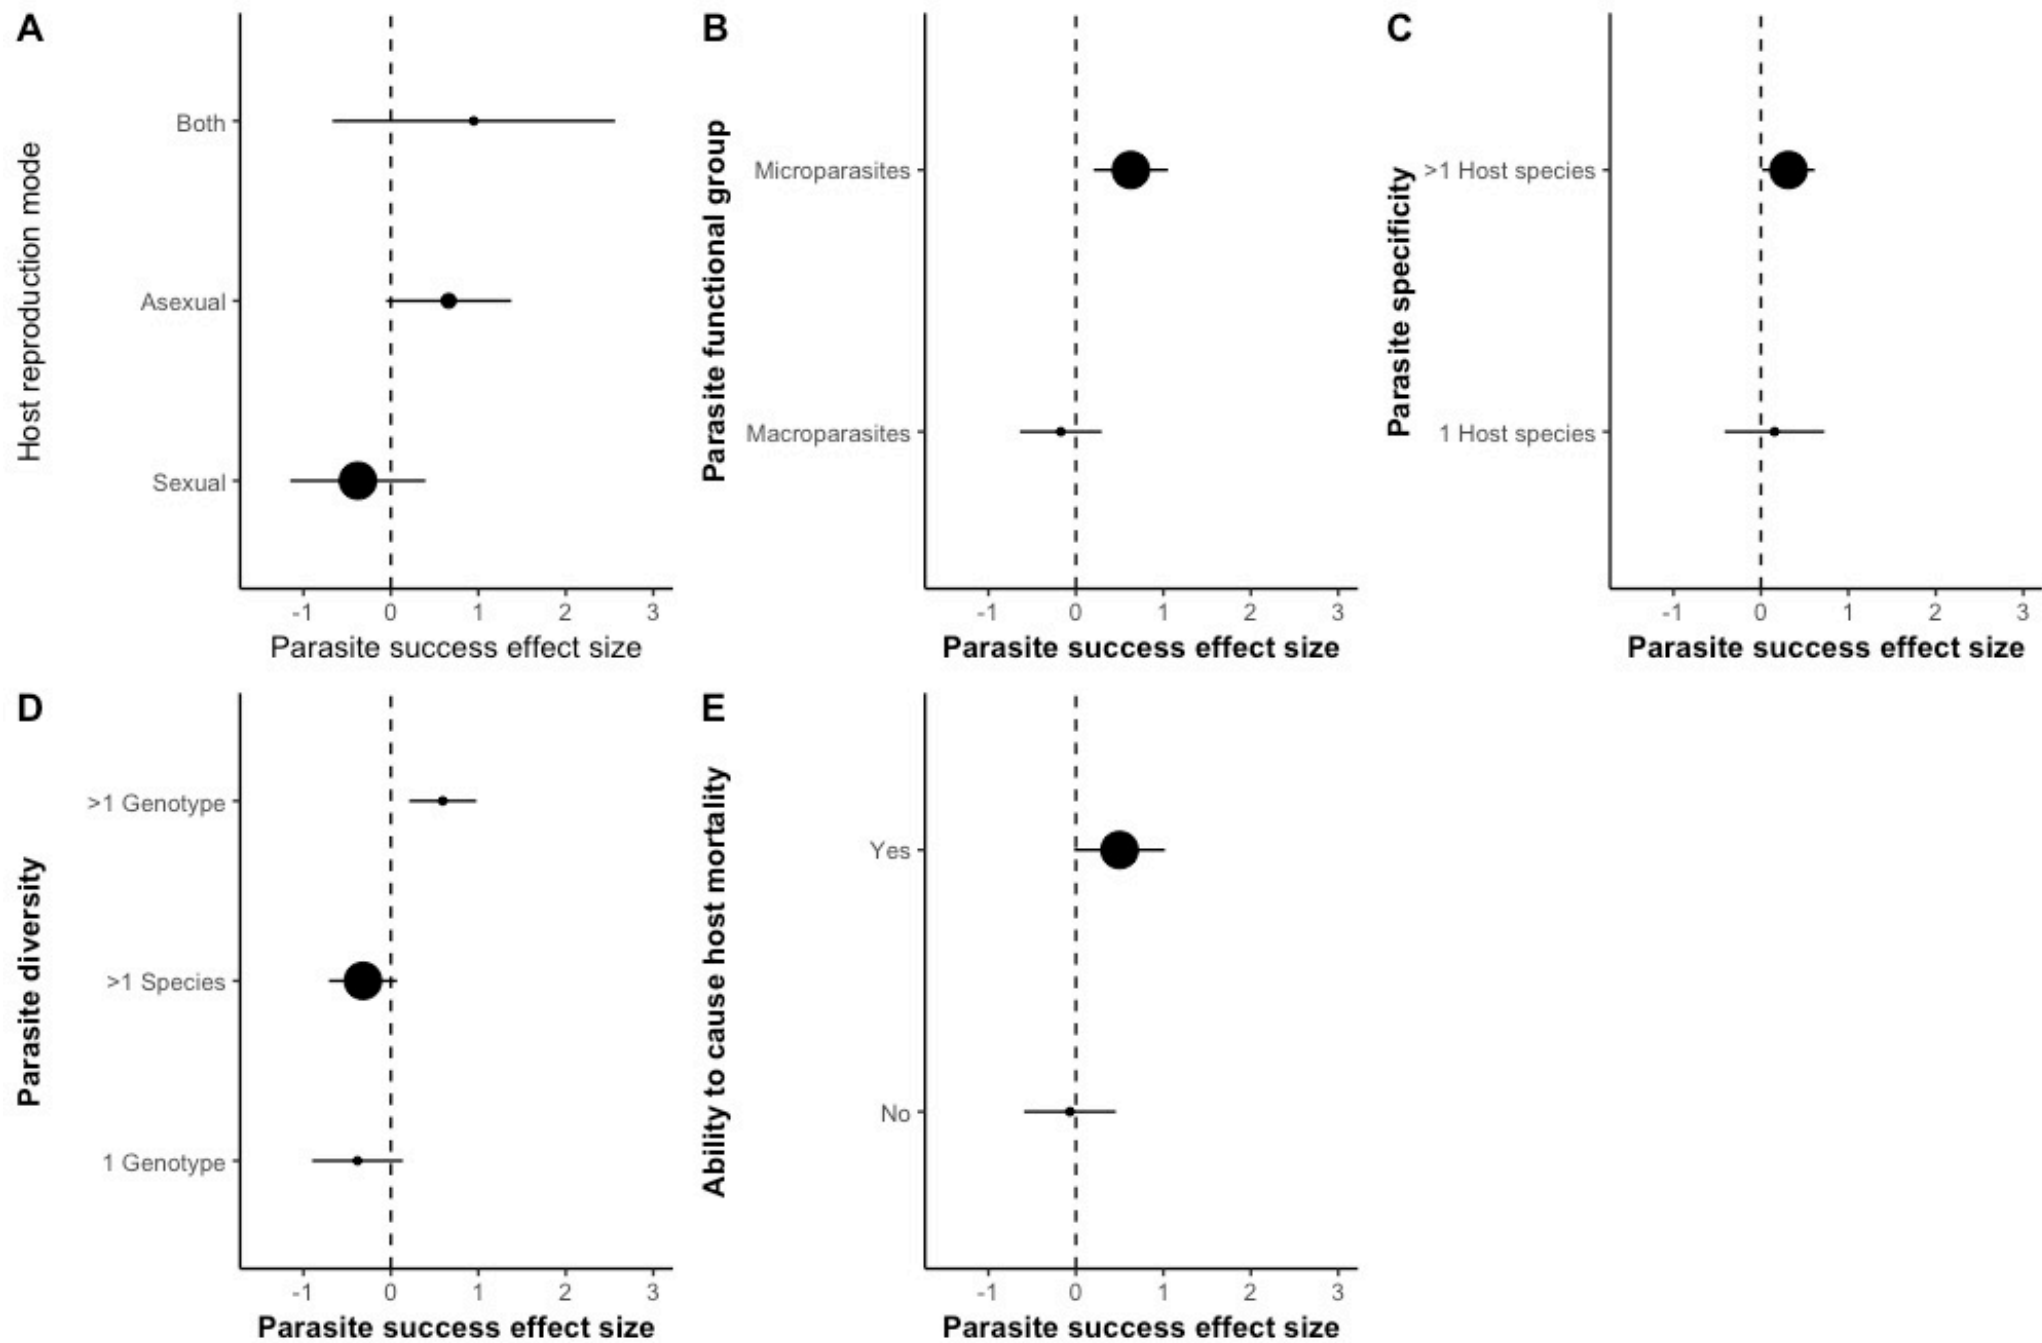 A
Host reproduction mode
Both
Asexual
Sexual
-1 0 1 2 3
Parasite success effect size
B
Parasite functional group
Microparasites
Macroparasites
-1 0 1 2 3
Parasite success effect size
C
Parasite specificity
>1 Host species
1 Host species
-1 0 1 2 3
Parasite success effect size
D
Parasite diversity
>1 Genotype
>1 Species
1 Genotype
-1 0 1 2 3
Parasite success effect size
E
Ability to cause host mortality
Yes
No
-1 0 1 2 3
Parasite success effect size